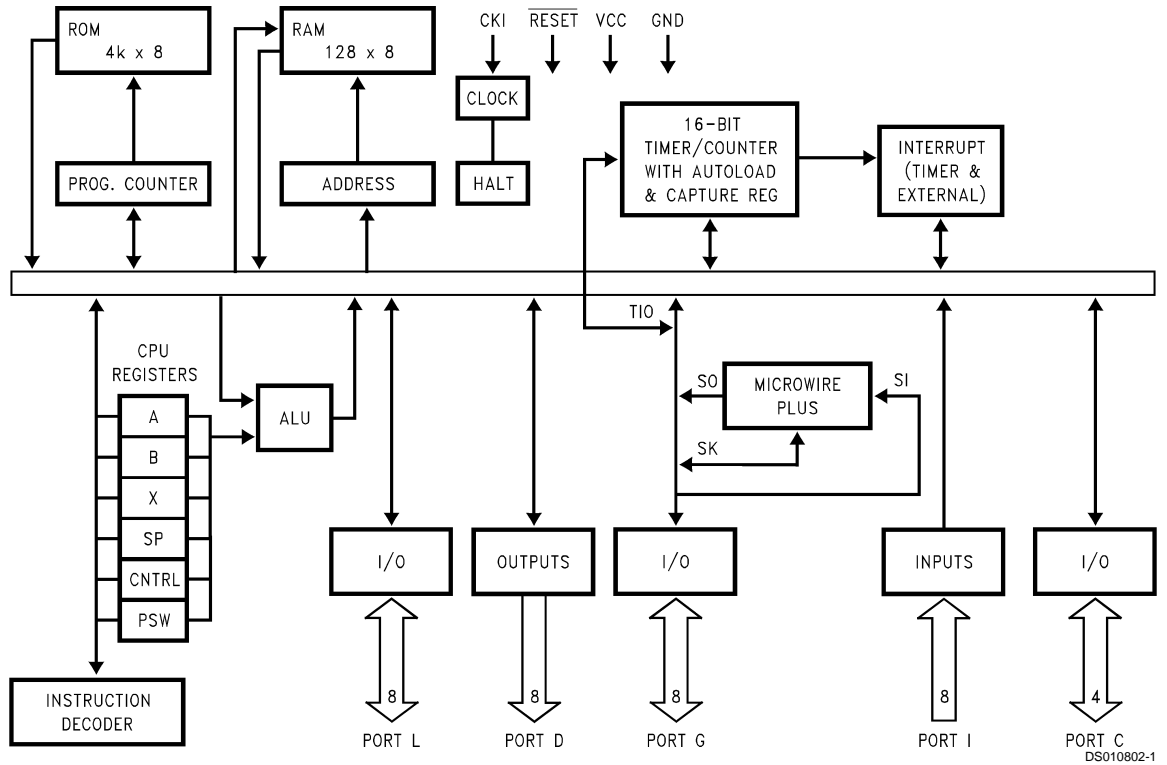 ROM
4k x 8
RAM
128 x 8
CKI
RESET
VCC
GND
CLOCK
HALT
PROG. COUNTER
ADDRESS
16-BIT
TIMER/COUNTER
WITH AUTOLOAD
& CAPTURE REG
INTERRUPT
(TIMER &
EXTERNAL)
TIO
CPU
REGISTERS
A
B
X
SP
CNTRL
PSW
ALU
SO
MICROWIRE
PLUS
SI
SK
I/O
OUTPUTS
I/O
INPUTS
I/O
INSTRUCTION
DECODER
8
8
8
8
4
PORT L
PORT D
PORT G
PORT I
PORT C
DS010802-1